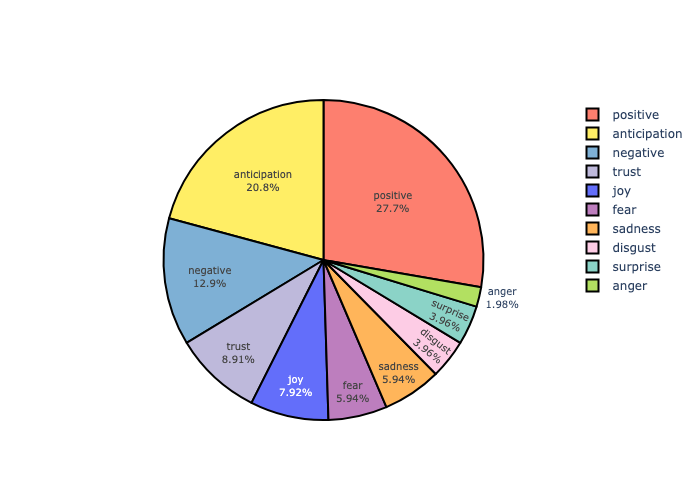 positive
27.7%
anticipation
20.8%
negative
12.9%
trust
8.91%
joy
7.92%
fear
5.94%
sadness
5.94%
disgust
3.96%
surprise
3.96%
anger
1.98%
positive
anticipation
negative
trust
joy
fear
sadness
disgust
surprise
anger